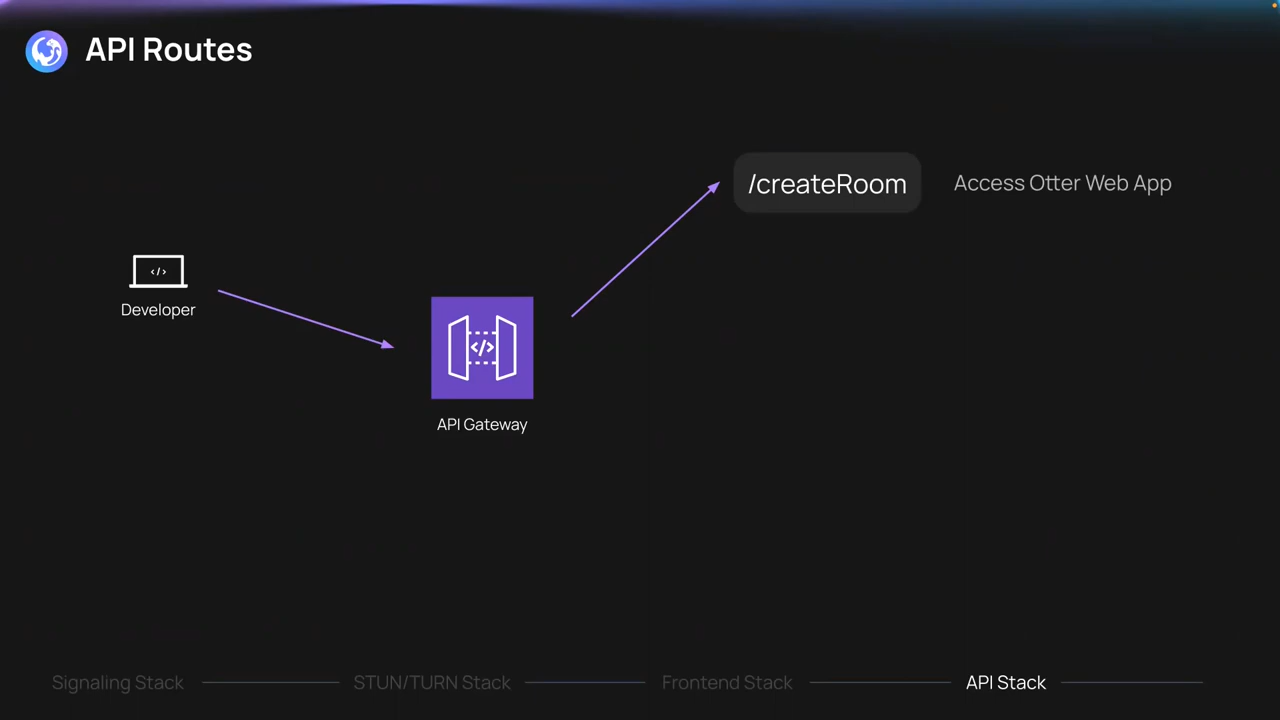 API Routes
/createRoom
Access Otter Web App
</>
Developer
</>
API Gateway
Signaling Stack
STUN/TURN Stack
Frontend Stack
API Stack